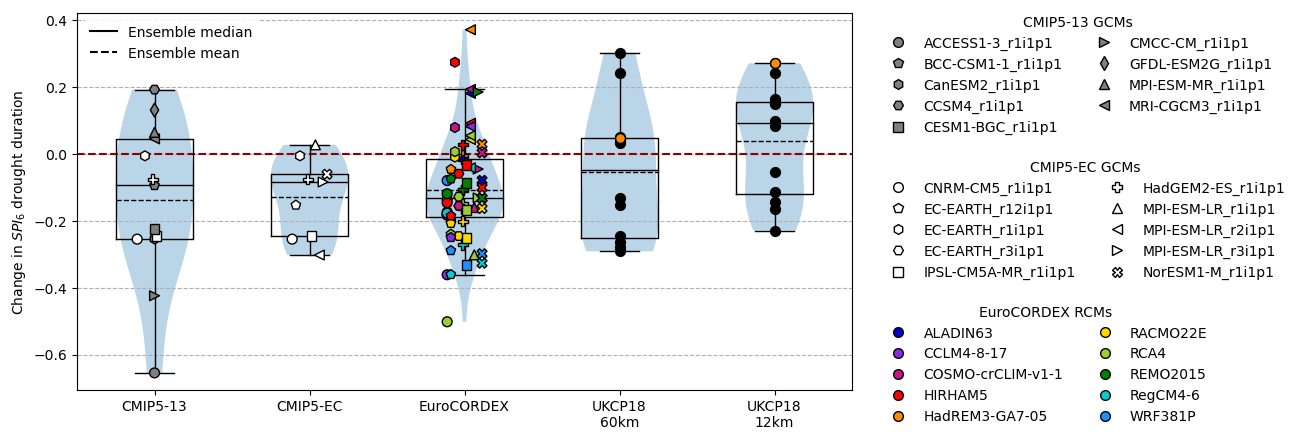 Change in SPI6 drought duration
0.4
0.2
0.0
−0.2
−0.4
−0.6
Ensemble median
Ensemble mean
CMIP5-13
CMIP5-EC
EuroCORDEX
UKCP18
60km
UKCP18
12km
CMIP5-13 GCMs
ACCESS1-3_r1i1p1
BCC-CSM1-1_r1i1p1
CanESM2_r1i1p1
CCSM4_r1i1p1
CESM1-BGC_r1i1p1
CMCC-CM_r1i1p1
GFDL-ESM2G_r1i1p1
MPI-ESM-MR_r1i1p1
MRI-CGCM3_r1i1p1
CMIP5-EC GCMs
CNRM-CM5_r1i1p1
EC-EARTH_r12i1p1
EC-EARTH_r1i1p1
EC-EARTH_r3i1p1
IPSL-CM5A-MR_r1i1p1
HadGEM2-ES_r1i1p1
MPI-ESM-LR_r1i1p1
MPI-ESM-LR_r2i1p1
MPI-ESM-LR_r3i1p1
NorESM1-M_r1i1p1
EuroCORDEX RCMs
ALADIN63
CCLM4-8-17
COSMO-crCLIM-v1-1
HIRHAM5
HadREM3-GA7-05
RACMO22E
RCA4
REMO2015
RegCM4-6
WRF381P